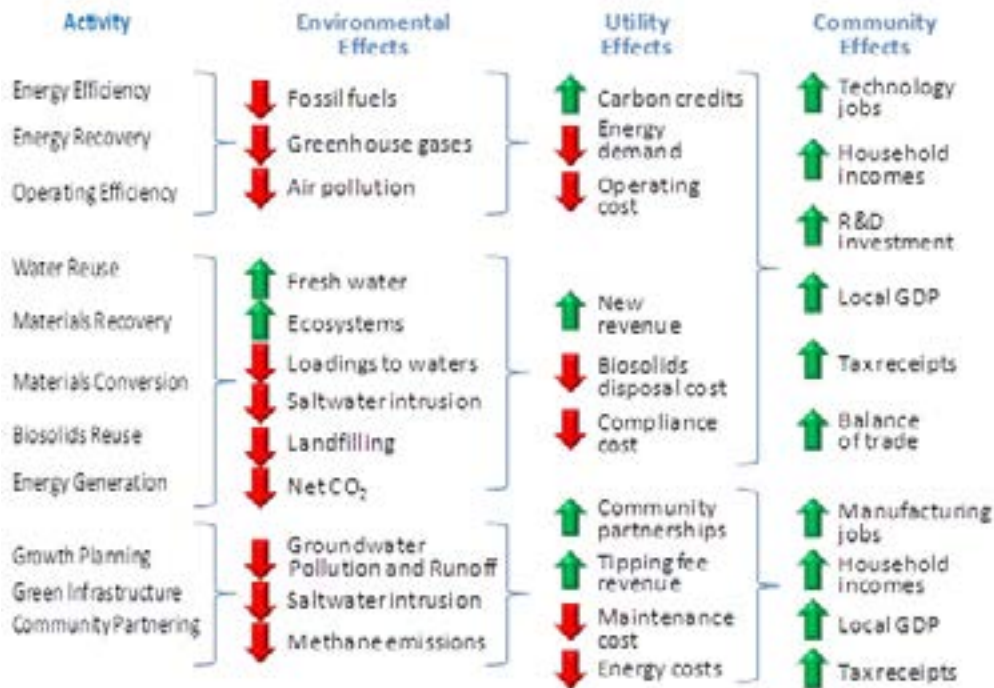 Activity
Environmental
Effects
Utility
Effects
Community
Effects
Energy Efficiency
Energy Recovery
Operating Efficiency
Fossil fuels
Greenhouse gases
Air pollution
Carbon credits
Energy
demand
Operating
cost
Water Reuse
Materials Recovery
Materials Conversion
Biosolids Reuse
Energy Generation
Fresh water
Ecosystems
Loadings to waters
Saltwater intrusion
Landfilling
Net CO₂
New
revenue
Biosolids
disposal cost
Compliance
cost
Technology
jobs
Household
incomes
R&D
investment
Local GDP
Tax receipts
Balance
of trade
Growth Planning
Green Infrastructure
Community Partnering
Groundwater
Pollution and Runoff
Saltwater intrusion
Methane emissions
Community
partnerships
Tipping fee
revenue
Maintenance
cost
Energy costs
Manufacturing
jobs
Household
incomes
Local GDP
Tax receipts